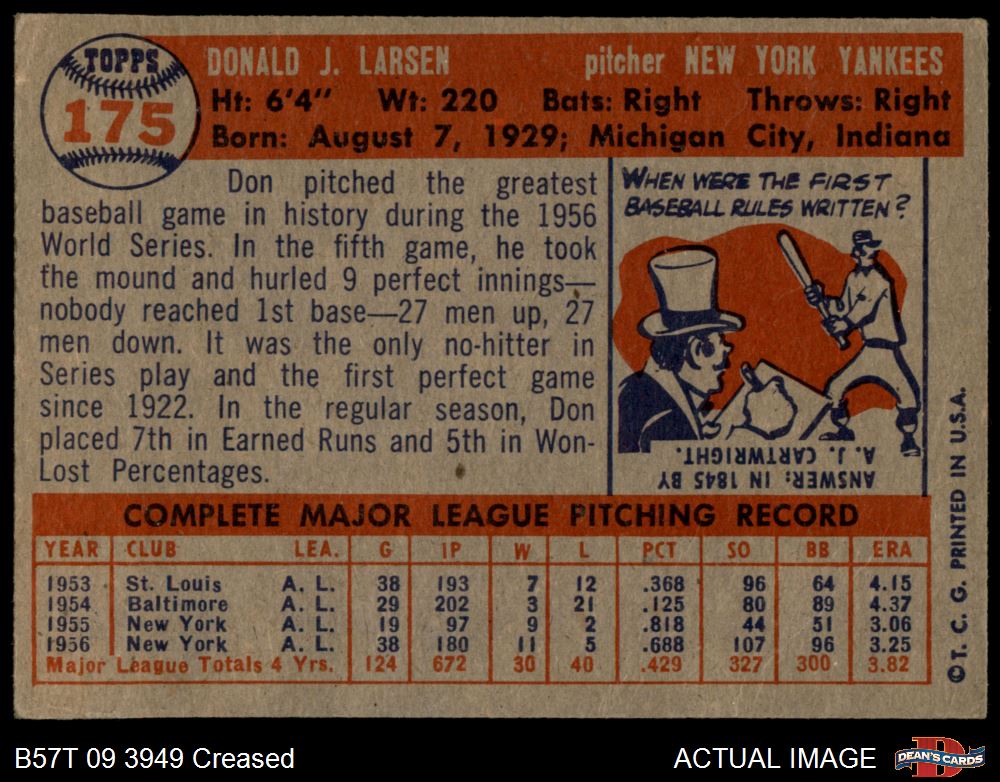 TOPPS
175
DONALD J. LARSEN pitcher NEW YORK YANKEES
Ht: 6'4" Wt: 220 Bats: Right Throws: Right
Born: August 7, 1929; Michigan City, Indiana
Don pitched the greatest
baseball game in history during the 1956
World Series. In the fifth game, he took
the mound and hurled 9 perfect innings—
nobody reached 1st base—27 men up, 27
men down. It was the only no-hitter in
Series play and the first perfect game
since 1922. In the regular season, Don
placed 7th in Earned Runs and 5th in Won-
Lost Percentages.
WHEN WERE THE FIRST
BASEBALL RULES WRITTEN?
ANSWER: IN 1845 BY
A. J. CARTWRIGHT.
COMPLETE MAJOR LEAGUE PITCHING RECORD
YEAR CLUB LEA. G IP W L PCT SO BB ERA
1953 St. Louis A. L. 38 193 7 12 .368 96 64 4.15
1954 Baltimore A. L. 29 202 3 21 .125 80 89 4.37
1955 New York A. L. 19 97 9 2 .818 44 51 3.06
1956 New York A. L. 38 180 11 5 .688 107 96 3.25
Major League Totals 4 Yrs. 124 672 30 40 .429 327 300 3.82
©T. C. G. PRINTED IN U.S.A.
B57T 09 3949 Creased ACTUAL IMAGE
D
DEAN'S CARDS